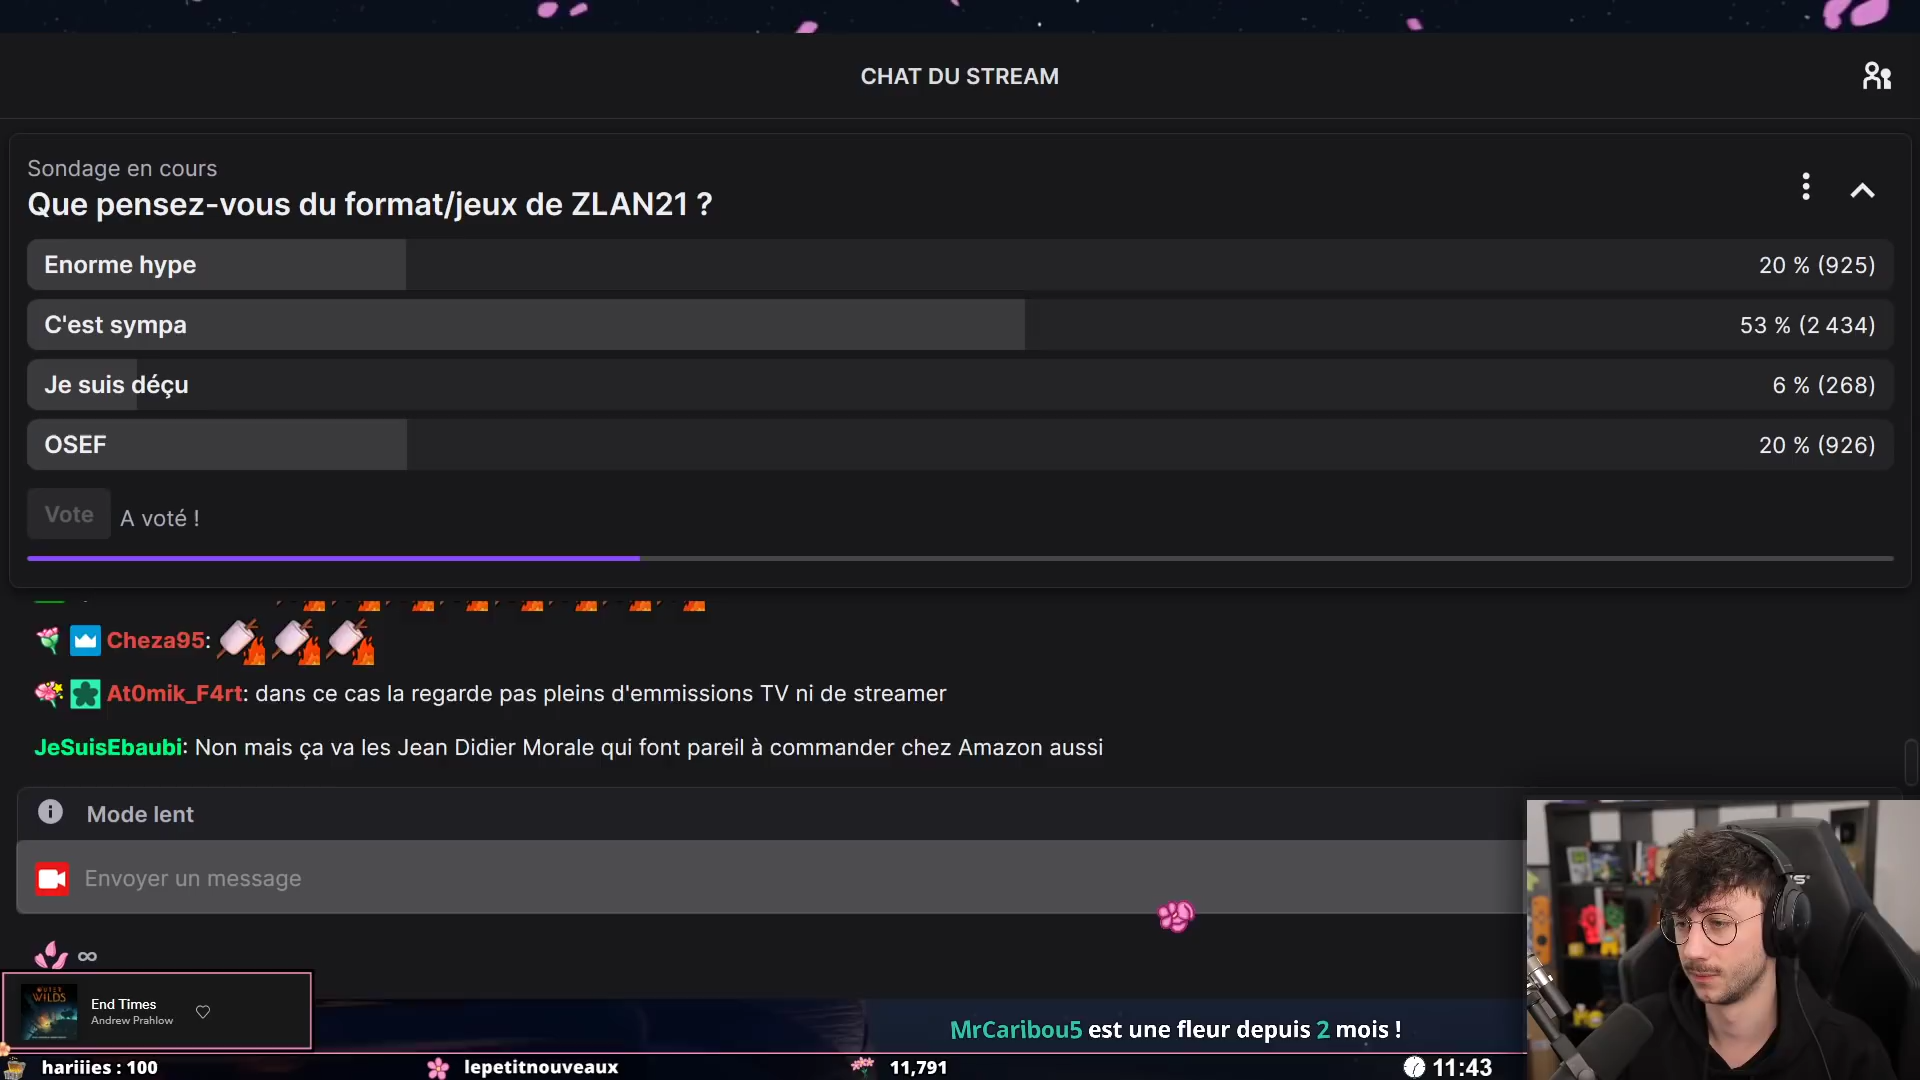 CHAT DU STREAM
Sondage en cours
Que pensez-vous du format/jeux de ZLAN21 ?
Enorme hype 20 % (925)
C'est sympa 53 % (2 434)
Je suis déçu 6 % (268)
OSEF 20 % (926)
Vote A voté !
Cheza95:
At0mik_F4rt: dans ce cas la regarde pas pleins d'emmissions TV ni de streamer
JeSuisEbaubi: Non mais ça va les Jean Didier Morale qui font pareil à commander chez Amazon aussi
Mode lent
Envoyer un message
∞
OUTER
WILDS
End Times
Andrew Prahlow
MrCaribou5 est une fleur depuis 2 mois !
hariiies : 100 lepetitnouveaux 11,791 11:43